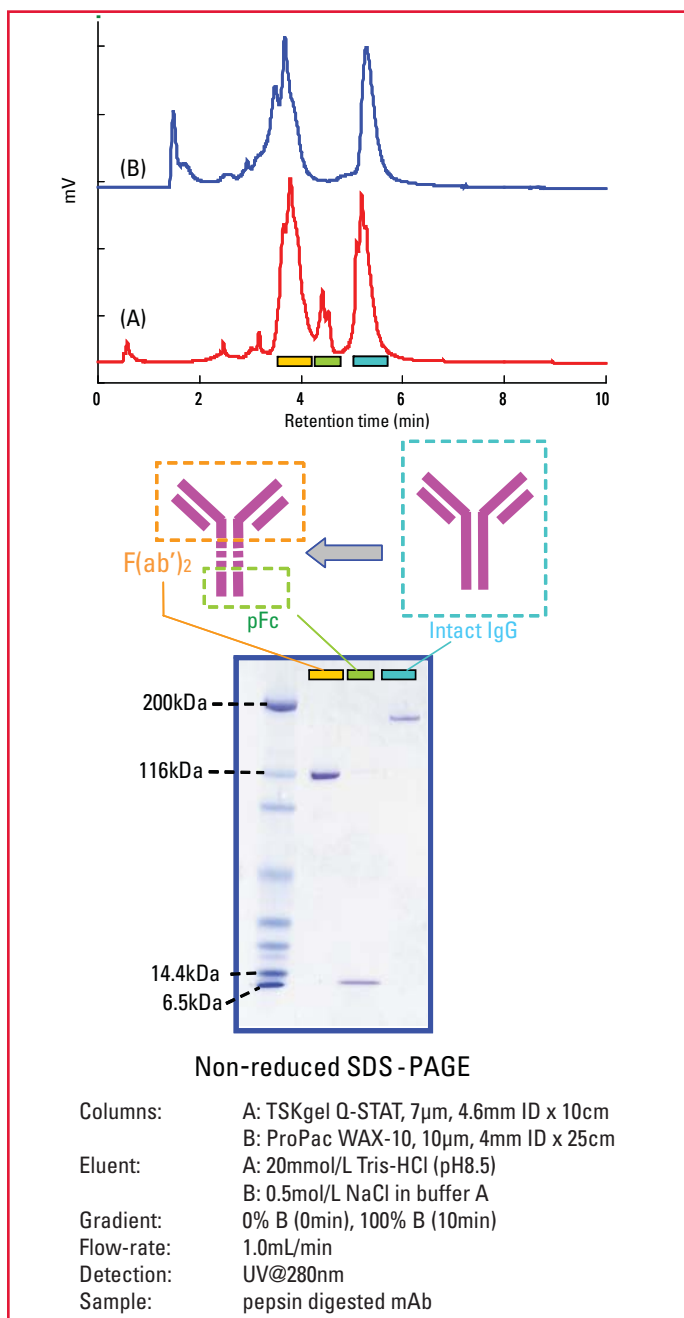 (B)
mV
(A)
0 2 4 6 8 10
Retention time (min)
F(ab’)2
pFc
Intact IgG
200kDa
116kDa
14.4kDa
6.5kDa
Non-reduced SDS-PAGE
Columns: A: TSKgel Q-STAT, 7µm, 4.6mm ID x 10cm
B: ProPac WAX-10, 10µm, 4mm ID x 25cm
Eluent: A: 20mmol/L Tris-HCl (pH8.5)
B: 0.5mol/L NaCl in buffer A
Gradient: 0% B (0min), 100% B (10min)
Flow-rate: 1.0mL/min
Detection: UV@280nm
Sample: pepsin digested mAb